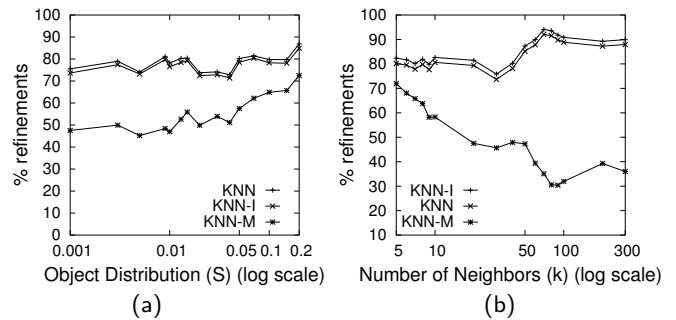 100
90
80
70
60
50
40
30
20
10
0
% refinements
KNN
KNN-I
KNN-M
0.001 0.01 0.05 0.1 0.2
Object Distribution (S) (log scale)
(a)
100
90
80
70
60
50
40
30
20
10
% refinements
KNN-I
KNN
KNN-M
5 10 50 100 300
Number of Neighbors (k) (log scale)
(b)